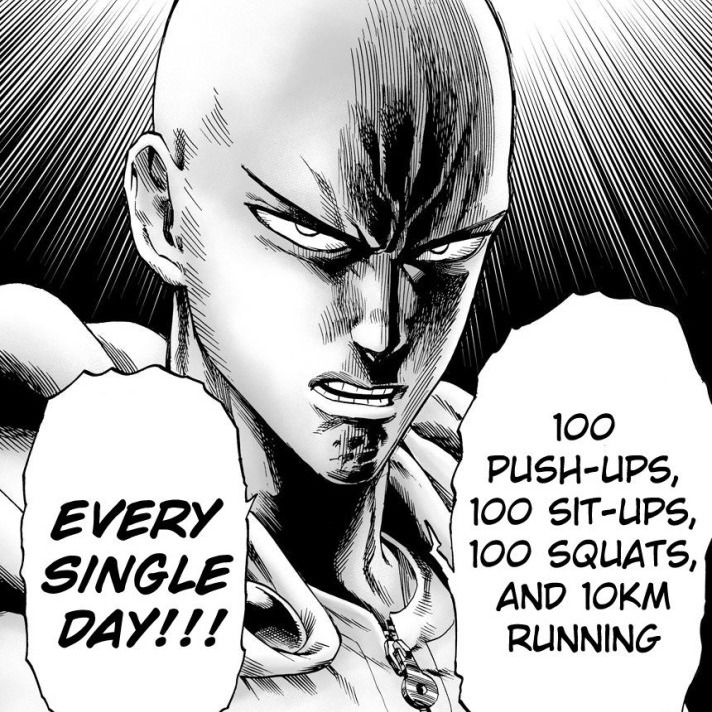 100
PUSH-UPS,
100 SIT-UPS,
100 SQUATS,
AND 10KM
RUNNING
EVERY
SINGLE
DAY!!!